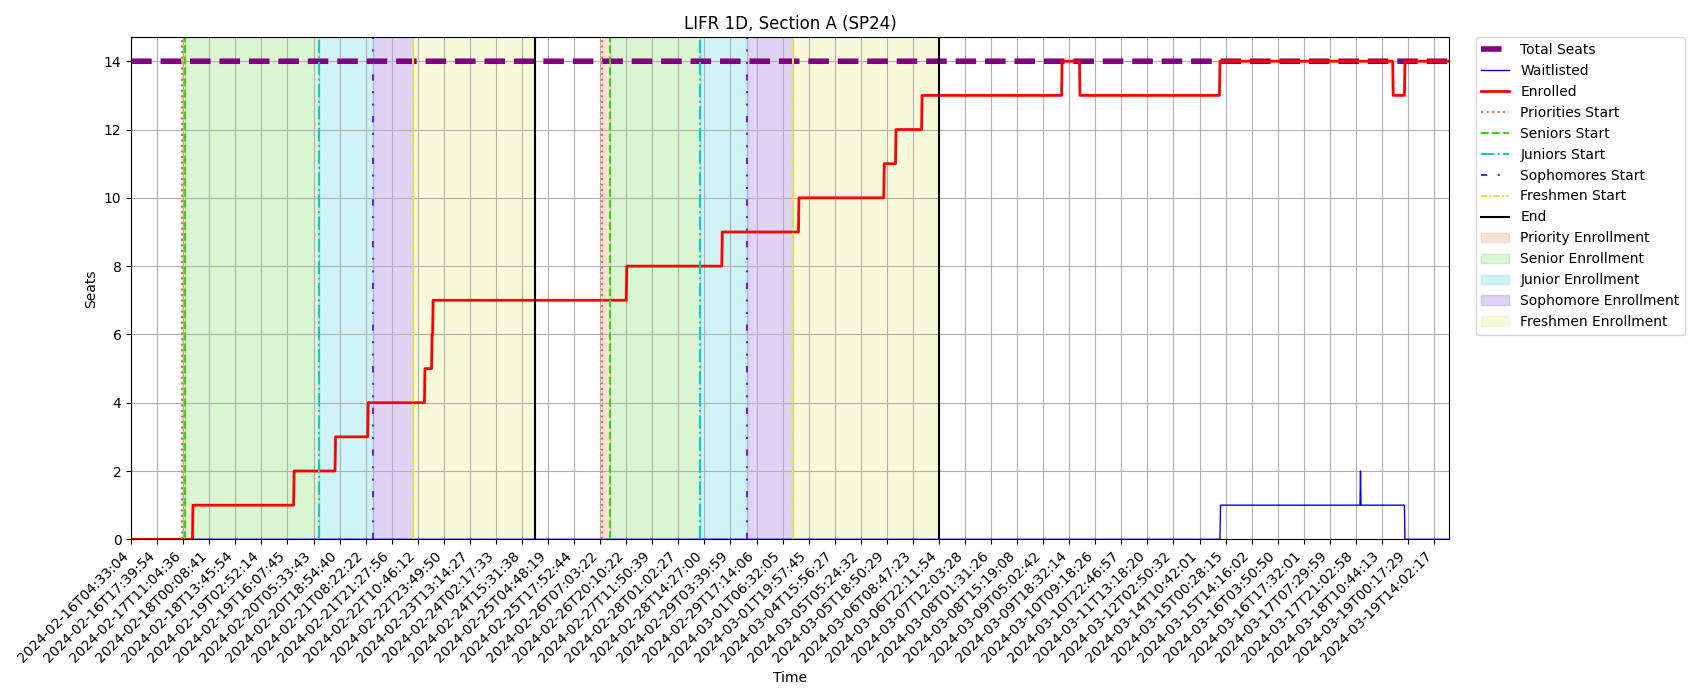 LIFR 1D, Section A (SP24)
Total Seats
Waitlisted
Enrolled
Priorities Start
Seniors Start
Juniors Start
Sophomores Start
Freshmen Start
End
Priority Enrollment
Senior Enrollment
Junior Enrollment
Sophomore Enrollment
Freshmen Enrollment
Seats
14
12
10
8
6
4
2
0
2024-02-16T04:33:04
2024-02-16T17:39:54
2024-02-17T11:04:36
2024-02-18T00:08:41
2024-02-18T13:45:54
2024-02-19T02:52:14
2024-02-19T16:07:45
2024-02-20T05:33:43
2024-02-20T18:54:40
2024-02-21T08:22:22
2024-02-21T21:27:56
2024-02-22T10:46:12
2024-02-22T23:49:50
2024-02-23T13:14:27
2024-02-24T02:17:33
2024-02-24T15:31:38
2024-02-25T04:48:19
2024-02-25T17:52:44
2024-02-26T07:03:22
2024-02-26T20:10:22
2024-02-27T11:50:39
2024-02-28T01:02:27
2024-02-28T14:27:00
2024-02-29T03:39:59
2024-02-29T17:14:06
2024-03-01T06:32:05
2024-03-01T19:57:45
2024-03-04T15:56:27
2024-03-05T05:24:32
2024-03-05T18:50:29
2024-03-06T08:47:23
2024-03-06T22:11:54
2024-03-07T12:03:28
2024-03-08T01:31:26
2024-03-08T15:19:08
2024-03-09T05:02:42
2024-03-09T18:32:14
2024-03-10T09:18:26
2024-03-10T22:46:57
2024-03-11T13:18:20
2024-03-12T02:50:32
2024-03-14T10:42:01
2024-03-15T00:28:15
2024-03-15T14:16:02
2024-03-16T03:50:50
2024-03-16T17:32:01
2024-03-17T07:29:59
2024-03-17T21:02:58
2024-03-18T10:44:13
2024-03-19T00:17:29
2024-03-19T14:02:17
Time